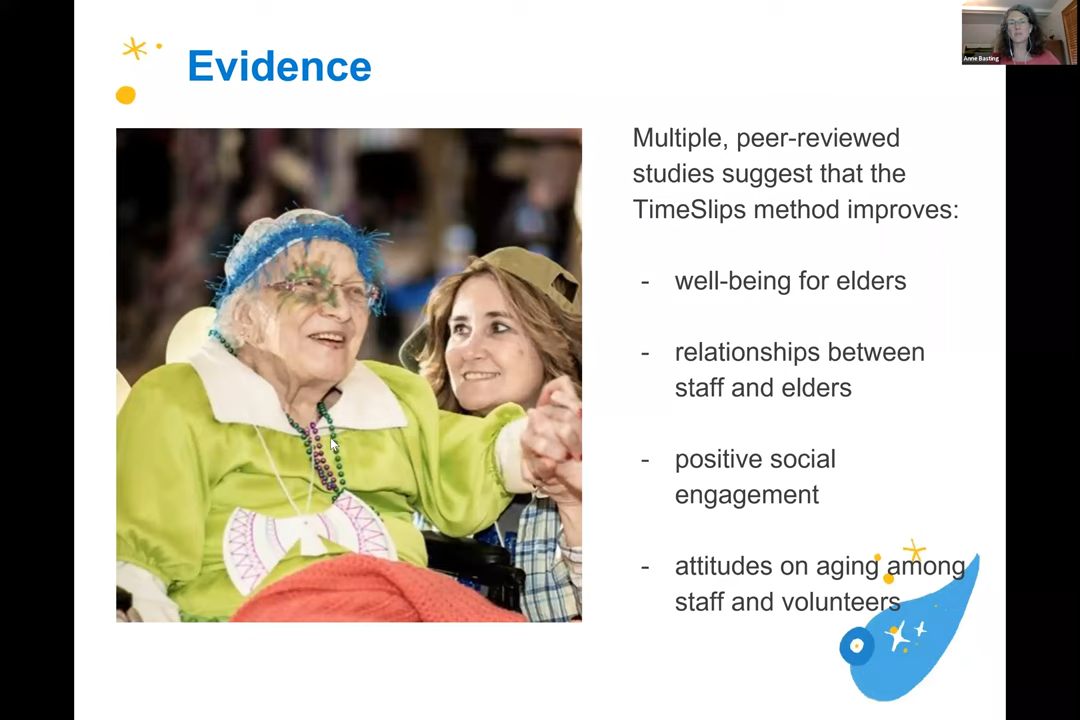 Evidence
Anne Basting
Multiple, peer-reviewed
studies suggest that the
TimeSlips method improves:
- well-being for elders
- relationships between
staff and elders
- positive social
engagement
- attitudes on aging among
staff and volunteers